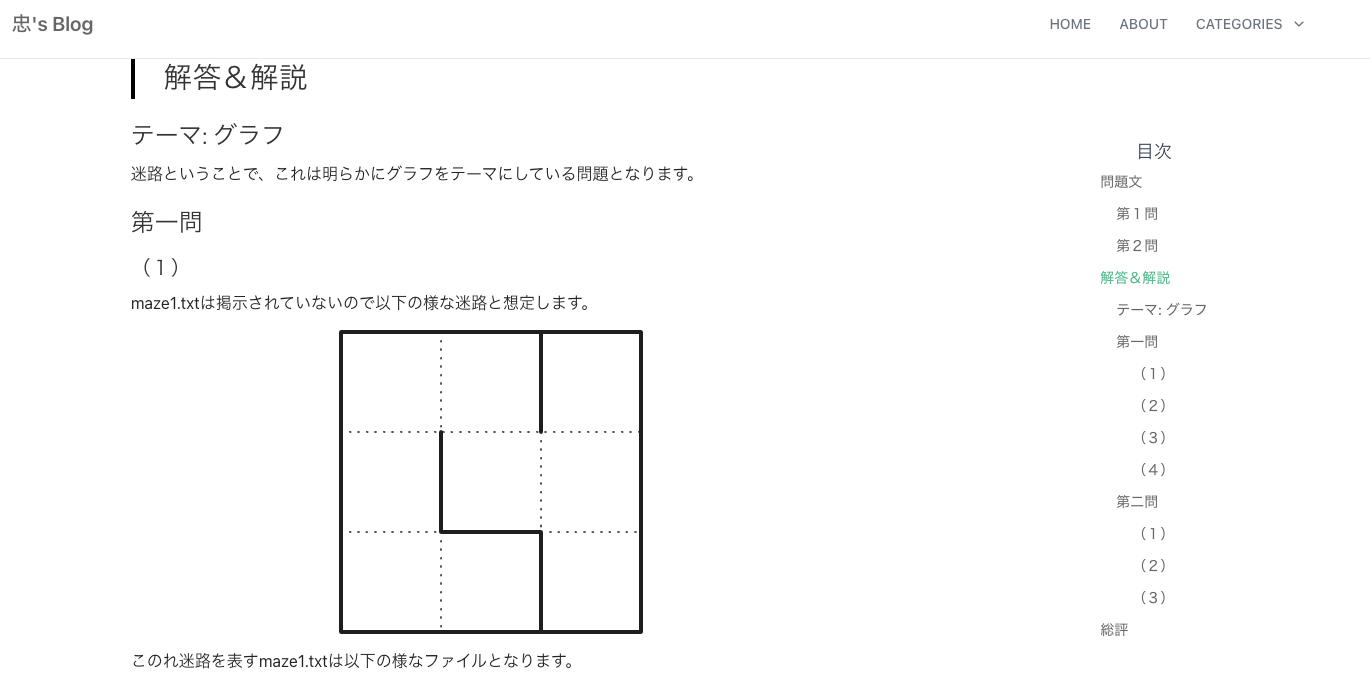 忠's Blog
HOME ABOUT CATEGORIES
解答＆解説
テーマ: グラフ
迷路ということで、これは明らかにグラフをテーマにしている問題となります。
第一問
（１）
maze1.txtは掲示されていないので以下の様な迷路と想定します。
このれ迷路を表すmaze1.txtは以下の様なファイルとなります。
目次
問題文
第１問
第２問
解答＆解説
テーマ: グラフ
第一問
（１）
（２）
（３）
（４）
第二問
（１）
（２）
（３）
総評